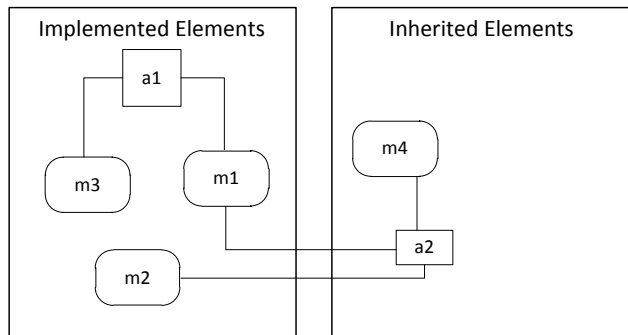 Implemented Elements
Inherited Elements
a1
m4
m3
m1
a2
m2